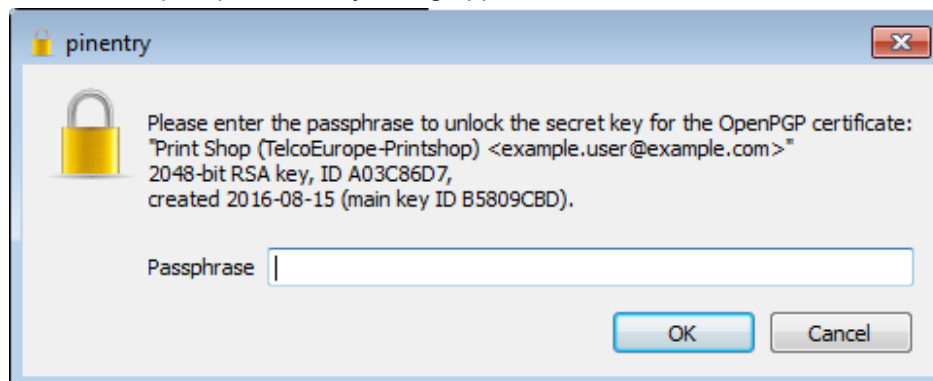 pinentry
Please enter the passphrase to unlock the secret key for the OpenPGP certificate:
"Print Shop (TelcoEurope-Printshop) <example.user@example.com>"
2048-bit RSA key, ID A03C86D7,
created 2016-08-15 (main key ID B5809CBD).
Passphrase
OK
Cancel